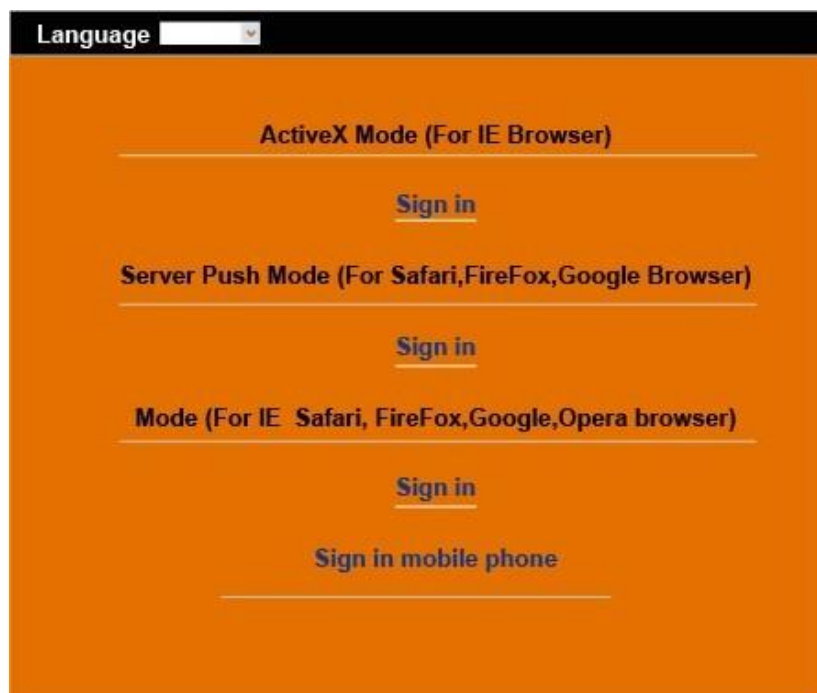 Language
ActiveX Mode (For IE Browser)
Sign in
Server Push Mode (For Safari,FireFox,Google Browser)
Sign in
Mode (For IE  Safari, FireFox,Google,Opera browser)
Sign in
Sign in mobile phone